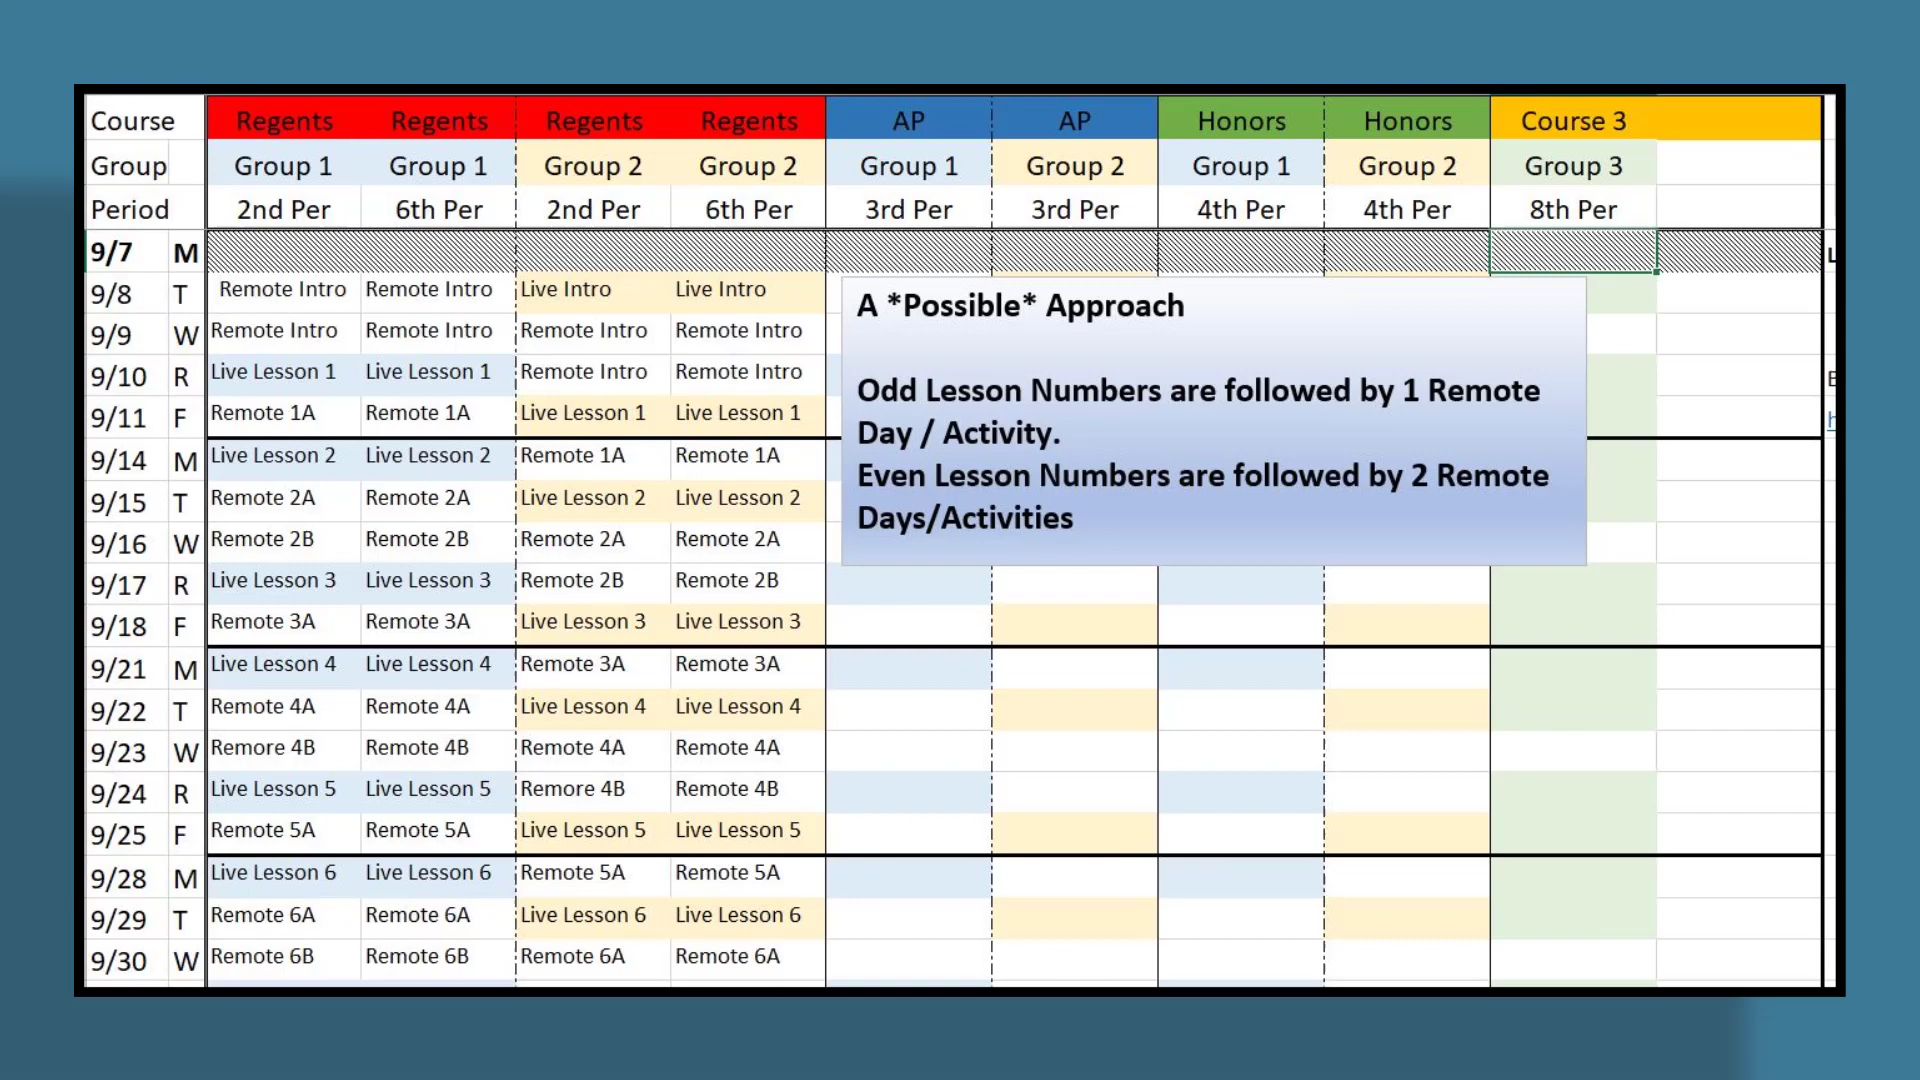 Course Regents Regents Regents Regents AP AP Honors Honors Course 3
Group Group 1 Group 1 Group 2 Group 2 Group 1 Group 2 Group 1 Group 2 Group 3
Period 2nd Per 6th Per 2nd Per 6th Per 3rd Per 3rd Per 4th Per 4th Per 8th Per
9/7 M
9/8 T Remote Intro Remote Intro Live Intro Live Intro
9/9 W Remote Intro Remote Intro Remote Intro Remote Intro
9/10 R Live Lesson 1 Live Lesson 1 Remote Intro Remote Intro
9/11 F Remote 1A Remote 1A Live Lesson 1 Live Lesson 1
9/14 M Live Lesson 2 Live Lesson 2 Remote 1A Remote 1A
9/15 T Remote 2A Remote 2A Live Lesson 2 Live Lesson 2
9/16 W Remote 2B Remote 2B Remote 2A Remote 2A
9/17 R Live Lesson 3 Live Lesson 3 Remote 2B Remote 2B
9/18 F Remote 3A Remote 3A Live Lesson 3 Live Lesson 3
9/21 M Live Lesson 4 Live Lesson 4 Remote 3A Remote 3A
9/22 T Remote 4A Remote 4A Live Lesson 4 Live Lesson 4
9/23 W Remore 4B Remote 4B Remote 4A Remote 4A
9/24 R Live Lesson 5 Live Lesson 5 Remore 4B Remote 4B
9/25 F Remote 5A Remote 5A Live Lesson 5 Live Lesson 5
9/28 M Live Lesson 6 Live Lesson 6 Remote 5A Remote 5A
9/29 T Remote 6A Remote 6A Live Lesson 6 Live Lesson 6
9/30 W Remote 6B Remote 6B Remote 6A Remote 6A
A *Possible* Approach
Odd Lesson Numbers are followed by 1 Remote
Day / Activity.
Even Lesson Numbers are followed by 2 Remote
Days/Activities